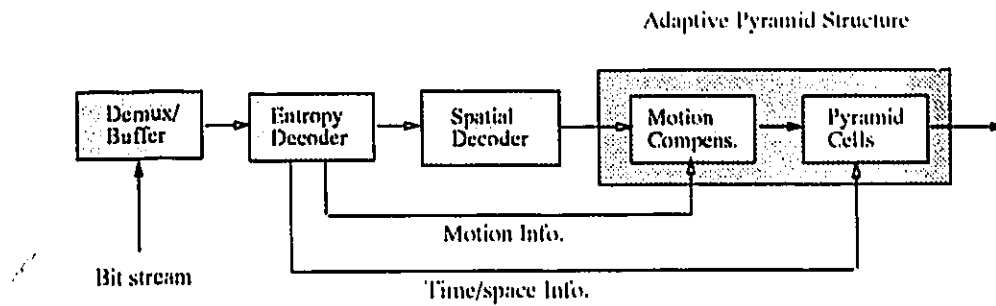 Adaptive Pyramid Structure
Demux/
Buffer
Entropy
Decoder
Spatial
Decoder
Motion
Compens.
Pyramid
Cells
Motion Info.
Bit stream
Time/space Info.